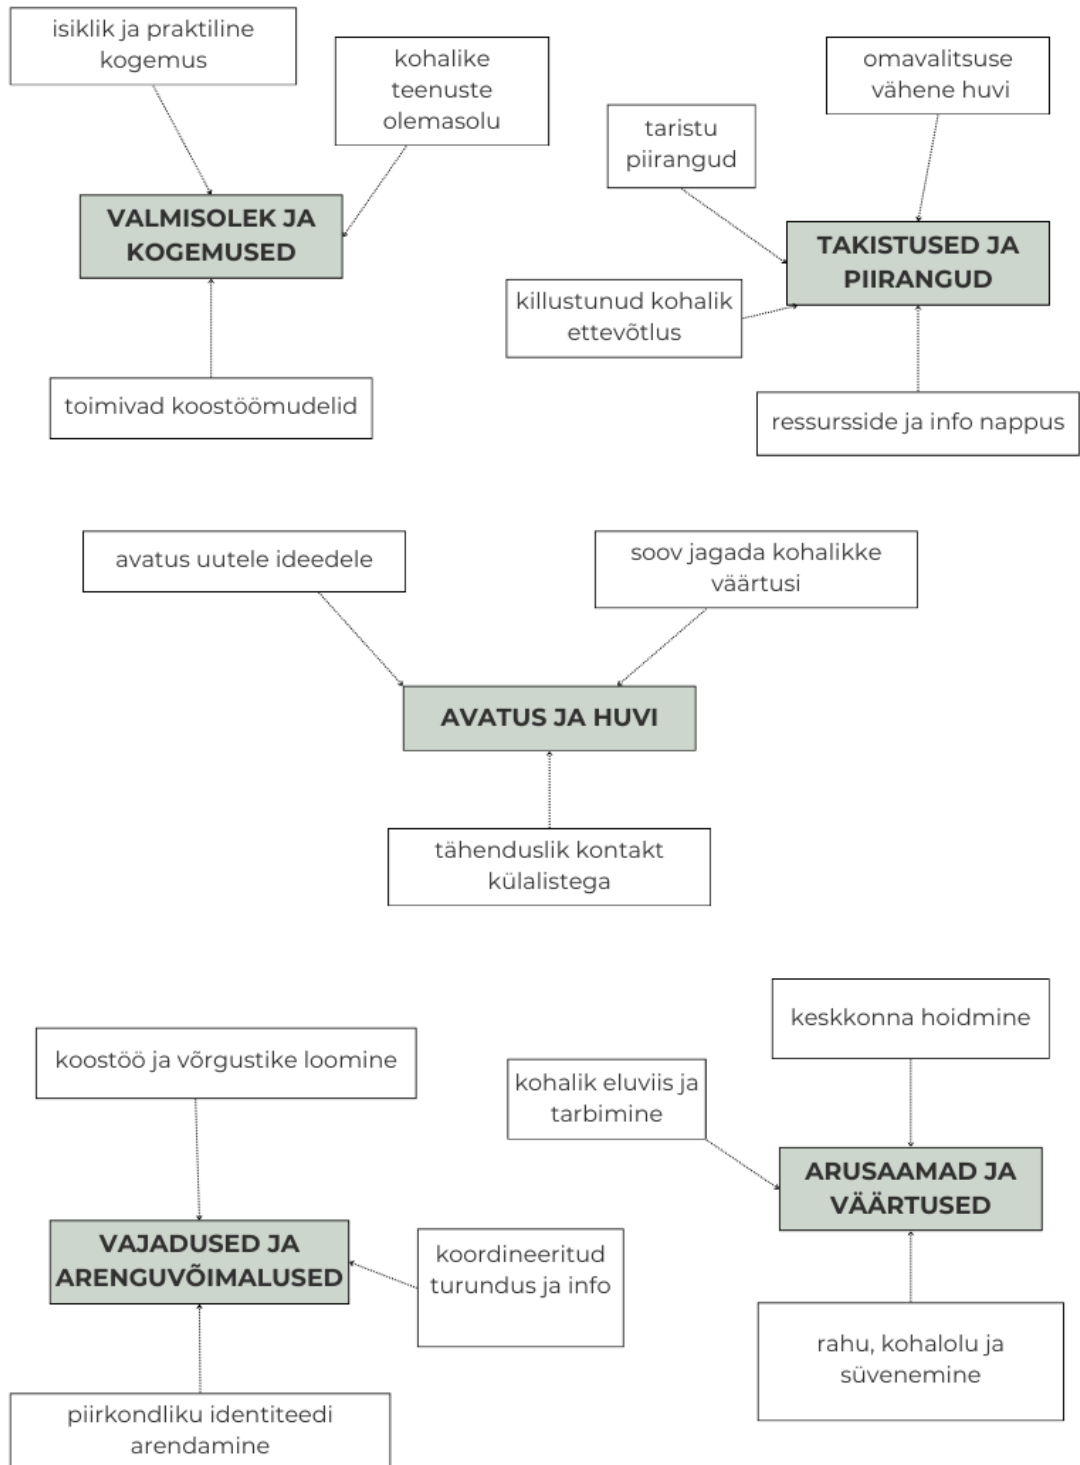 isiklik ja praktiline
kogemus
kohalike
teenuste
olemasolu
VALMISOLEK JA
KOGEMUSED
toimivad koostöömudelid
omavalitsuse
vähene huvi
taristu
piirangud
TAKISTUSED JA
PIIRANGUD
killustunud kohalik
ettevõtlus
ressursside ja info nappus
avatus uutele ideedele
soov jagada kohalikke
väärtusi
AVATUS JA HUVI
tähenduslik kontakt
külalistega
koostöö ja võrgustike loomine
VAJADUSED JA
ARENGUVÕIMALUSED
koordineeritud
turundus ja info
piirkondliku identiteedi
arendamine
keskkonna hoidmine
kohalik eluviis ja
tarbimine
ARUSAAMAD JA
VÄÄRTUSED
rahu, kohalolu ja
süvenemine